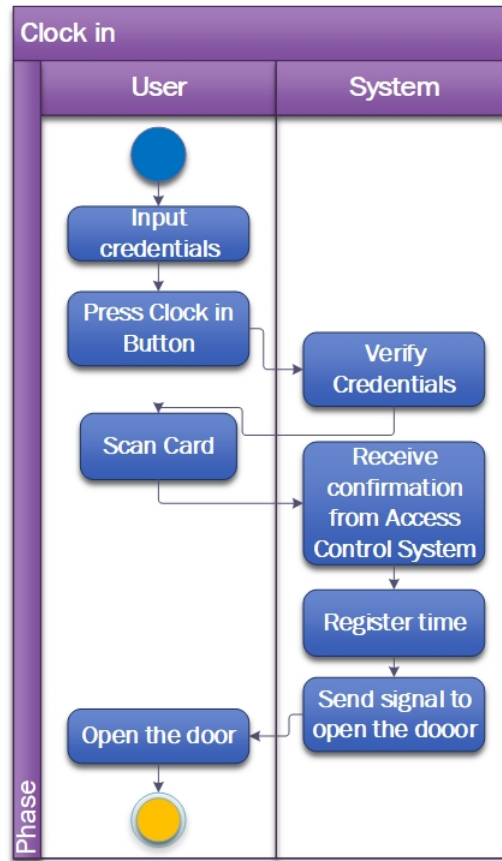 Clock in
User
System
Input
credentials
Press Clock in
Button
Verify
Credentials
Scan Card
Receive
confirmation
from Access
Control System
Register time
Send signal to
open the dooor
Open the door
Phase